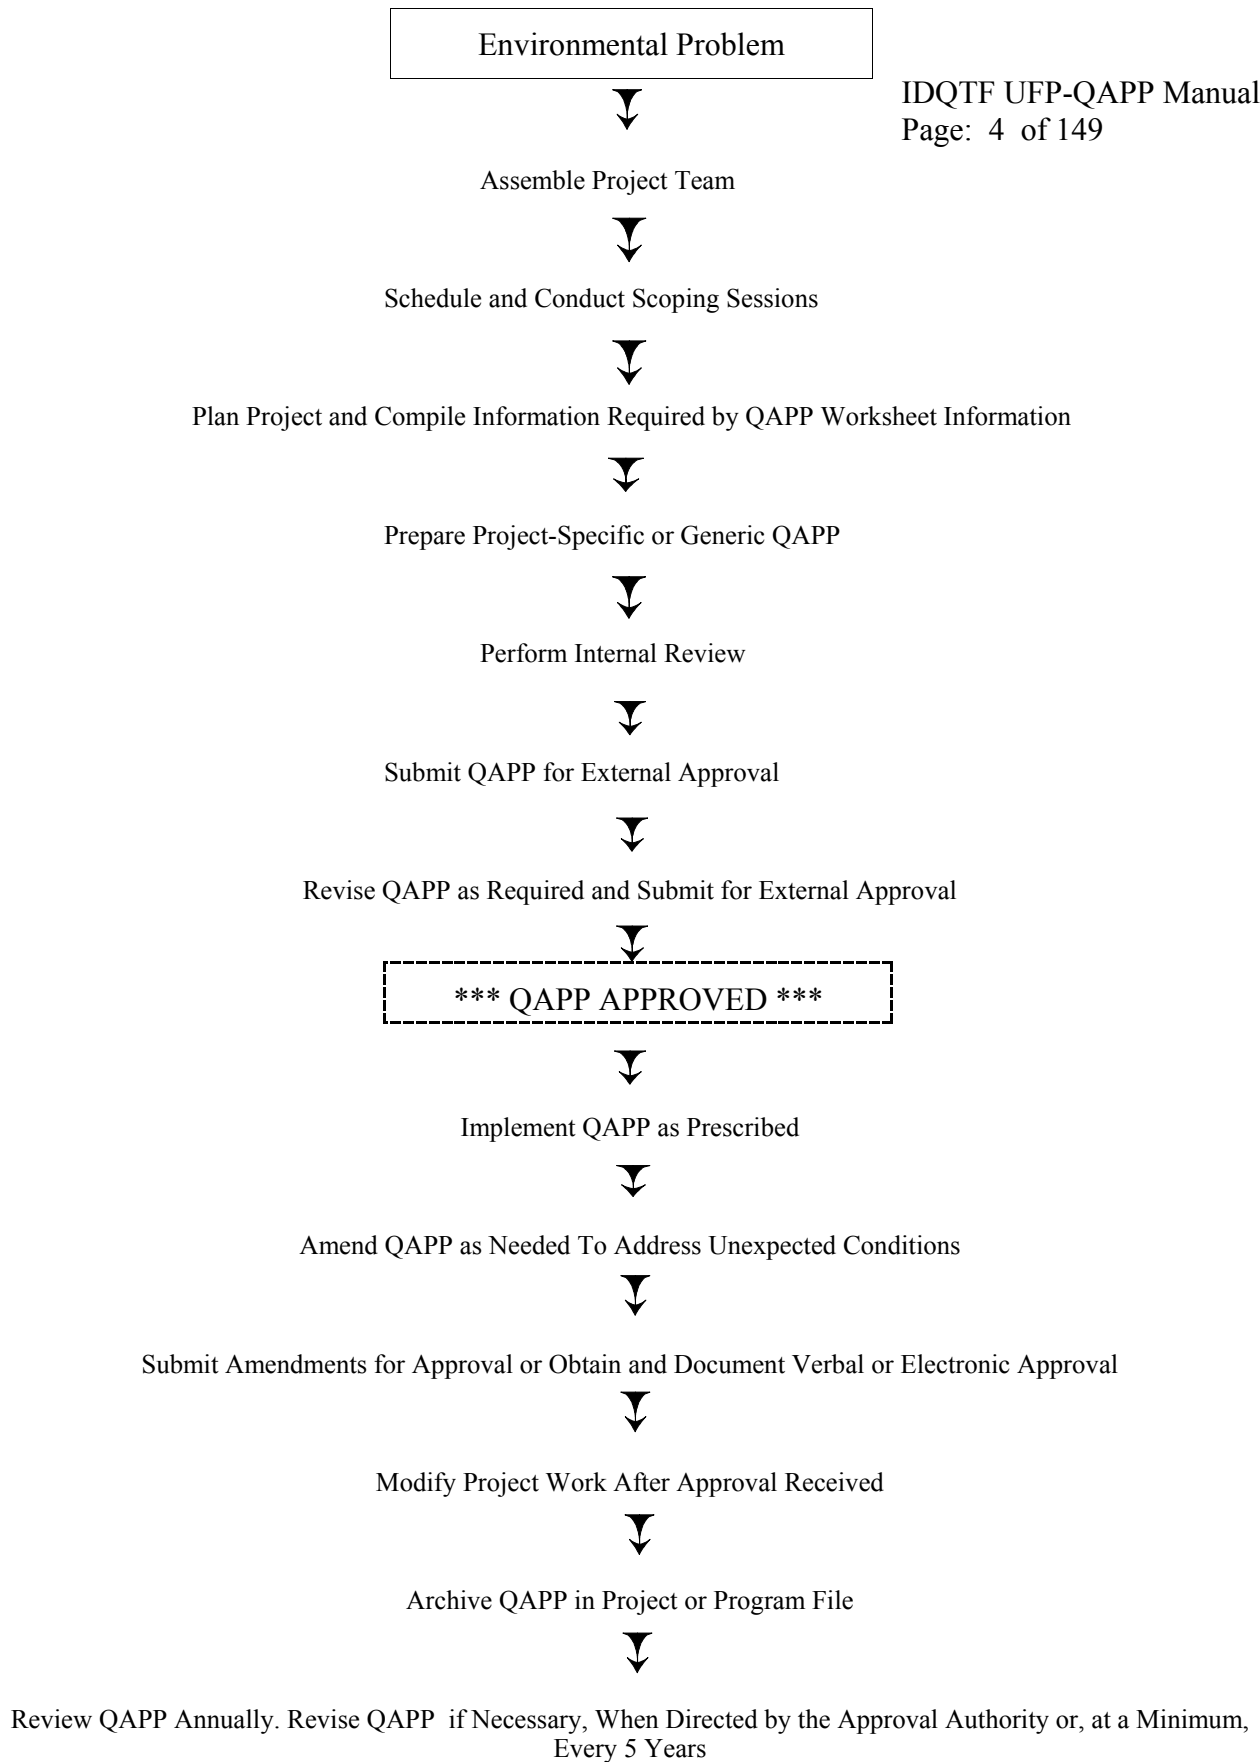 Environmental Problem
IDQTF UFP-QAPP Manual
Page: 4 of 149
Assemble Project Team
Schedule and Conduct Scoping Sessions
Plan Project and Compile Information Required by QAPP Worksheet Information
Prepare Project-Specific or Generic QAPP
Perform Internal Review
Submit QAPP for External Approval
Revise QAPP as Required and Submit for External Approval
*** QAPP APPROVED ***
Implement QAPP as Prescribed
Amend QAPP as Needed To Address Unexpected Conditions
Submit Amendments for Approval or Obtain and Document Verbal or Electronic Approval
Modify Project Work After Approval Received
Archive QAPP in Project or Program File
Review QAPP Annually. Revise QAPP if Necessary, When Directed by the Approval Authority or, at a Minimum,
Every 5 Years